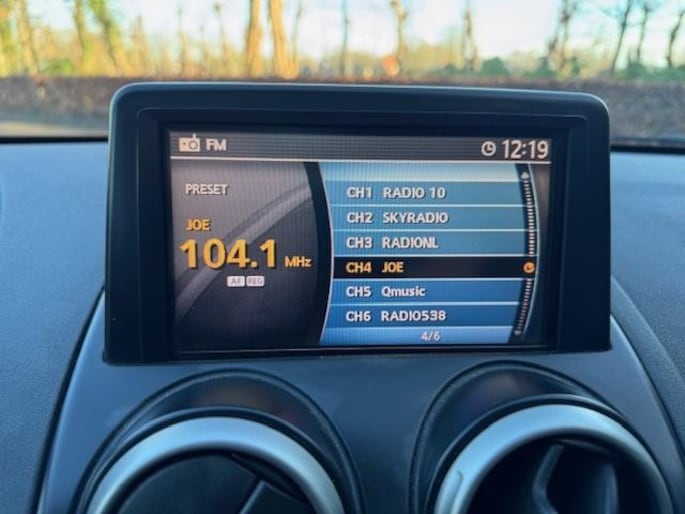 FM
12:19
PRESET
JOE
104.1 MHz
AF REG
CH1 RADIO 10
CH2 SKYRADIO
CH3 RADIONL
CH4 JOE
CH5 Qmusic
CH6 RADIO538
4/6